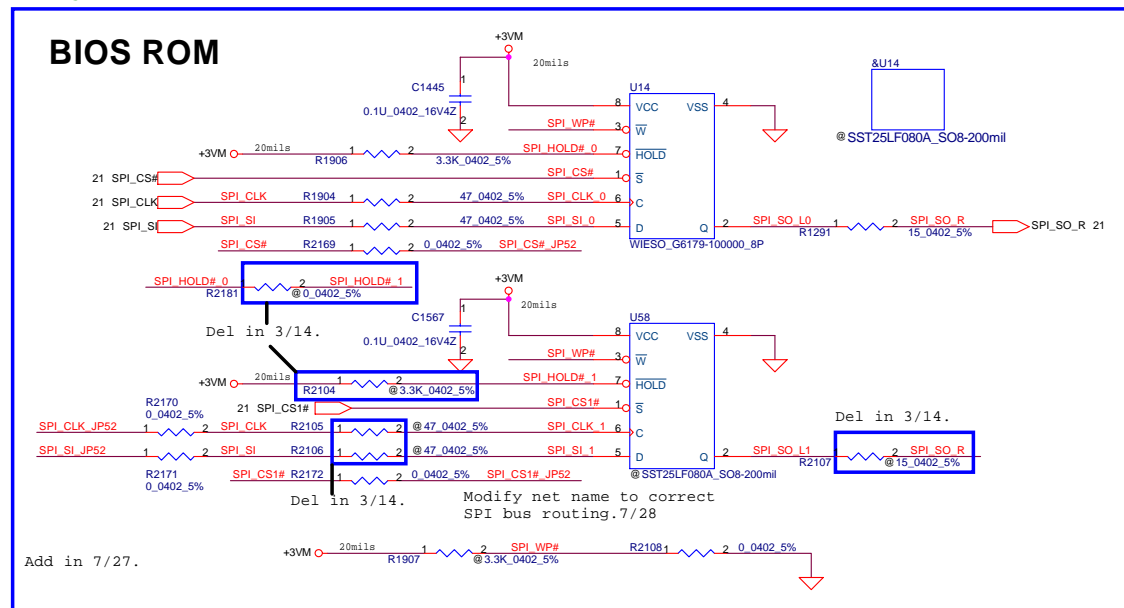 BIOS ROM
+3VM
20mils
&U14
@SST25LF080A_SO8-200mil
C1445
0.1U_0402_16V4Z
1
2
U14
8 VCC VSS 4
SPI_WP# 3 W
+3VM 20mils R1906 1 2 3.3K_0402_5% SPI_HOLD#_0 7 HOLD
21 SPI_CS# SPI_CS# 1 S
21 SPI_CLK SPI_CLK R1904 1 2 47_0402_5% SPI_CLK_0 6 C
21 SPI_SI SPI_SI R1905 1 2 47_0402_5% SPI_SI_0 5 D Q 2 SPI_SO_L0 R1291 1 2 SPI_SO_R 15_0402_5% SPI_SO_R 21
WIESO_G6179-100000_8P
SPI_CS# R2169 1 2 0_0402_5% SPI_CS#_JP52
SPI_HOLD#_0 R2181 1 2 SPI_HOLD#_1
@0_0402_5%
Del in 3/14.
+3VM
20mils
C1567
0.1U_0402_16V4Z
1
2
U58
8 VCC VSS 4
SPI_WP# 3 W
+3VM 20mils R2104 1 2 @3.3K_0402_5% SPI_HOLD#_1 7 HOLD
21 SPI_CS1# SPI_CS1# 1 S
R2170
0_0402_5%
SPI_CLK_JP52 1 2 SPI_CLK R2105 1 2 @47_0402_5% SPI_CLK_1 6 C
SPI_SI_JP52 1 2 SPI_SI R2106 1 2 @47_0402_5% SPI_SI_1 5 D Q 2 SPI_SO_L1 R2107 1 2 SPI_SO_R @15_0402_5%
Del in 3/14.
@SST25LF080A_SO8-200mil
R2171
0_0402_5%
SPI_CS1# R2172 1 2 0_0402_5% SPI_CS1#_JP52
Del in 3/14.
Modify net name to correct
SPI bus routing.7/28
Add in 7/27.
+3VM 20mils R1907 1 2 @3.3K_0402_5% SPI_WP# R2108 1 2 0_0402_5%